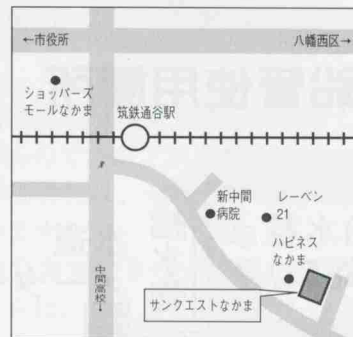 ←市役所
八幡西区→
ショッパーズ
モールなかま
筑鉄通谷駅
新中間
病院
レーベン
21
ハピネス
なかま
中間高校→
サンクエストなかま